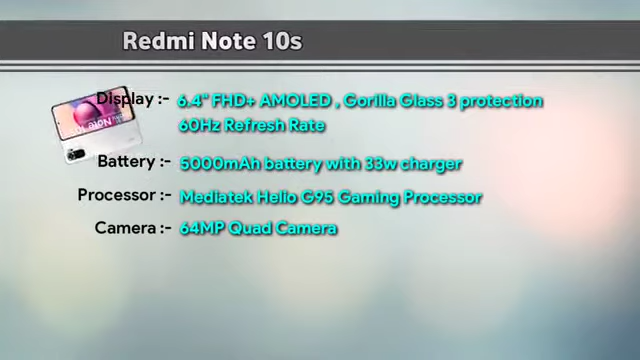 Redmi Note 10s
Display :- 6.4" FHD+ AMOLED , Gorilla Glass 3 protection
60Hz Refresh Rate
Battery :- 5000mAh battery with 33w charger
Processor :- Mediatek Helio G95 Gaming Processor
Camera :- 64MP Quad Camera